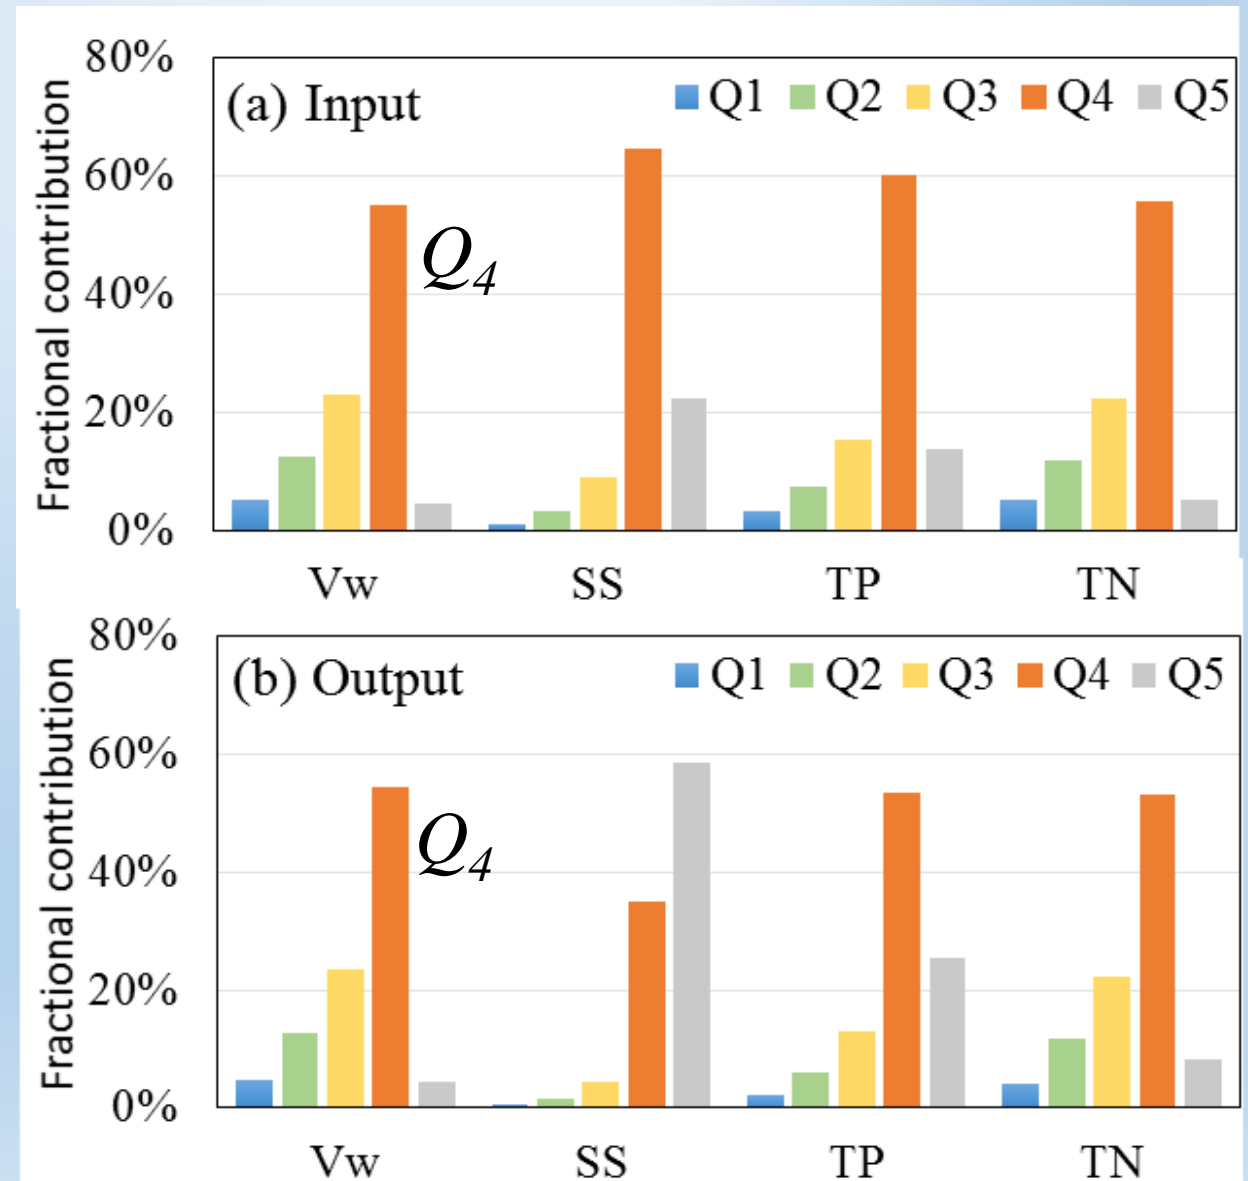 80%
(a) Input Q1 Q2 Q3 Q4 Q5
60%
Q4
40%
20%
0%
Fractional contribution
Vw SS TP TN
80%
(b) Output Q1 Q2 Q3 Q4 Q5
60%
Q4
40%
20%
0%
Fractional contribution
Vw SS TP TN